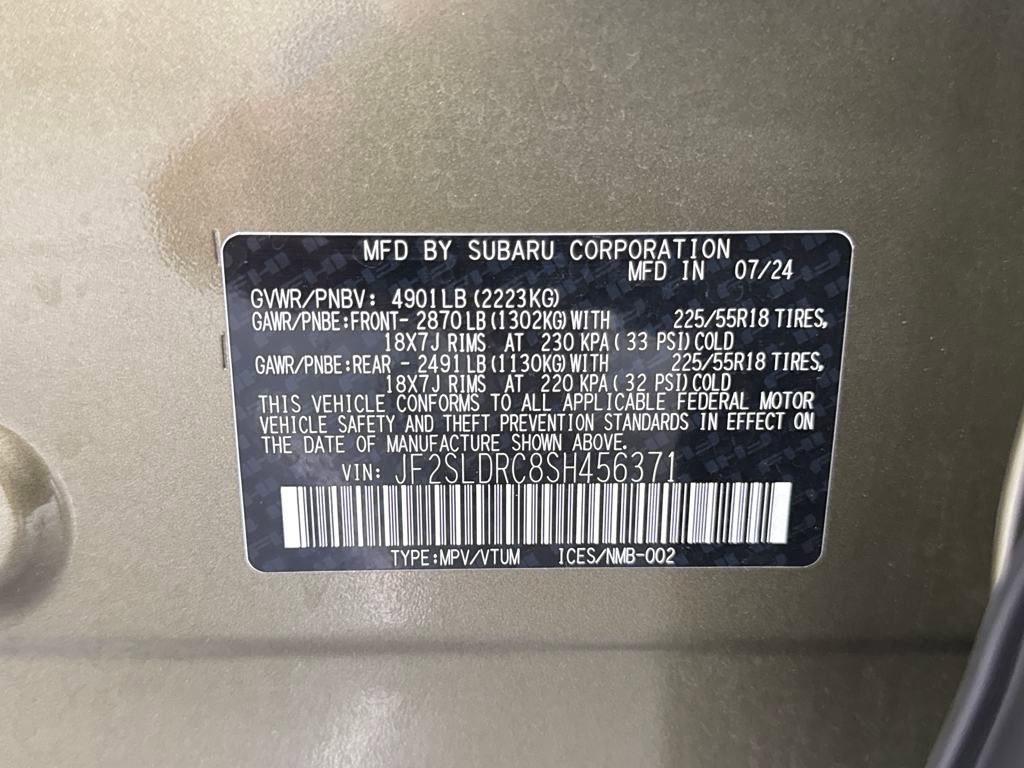 MFD BY SUBARU CORPORATION
MFD IN 07/24
GVWR/PNBV: 4901LB (2223KG)
GAWR/PNBE:FRONT- 2870LB (1302KG) WITH 225/55R18 TIRES,
18X7J RIMS AT 230 KPA ( 33 PSI) COLD
GAWR/PNBE:REAR - 2491LB (1130KG) WITH 225/55R18 TIRES,
18X7J RIMS AT 220 KPA ( 32 PSI) COLD
THIS VEHICLE CONFORMS TO ALL APPLICABLE FEDERAL MOTOR
VEHICLE SAFETY AND THEFT PREVENTION STANDARDS IN EFFECT ON
THE DATE OF MANUFACTURE SHOWN ABOVE.
VIN: JF2SLDRC8SH456371
TYPE:MPV/VTUM ICES/NMB-002